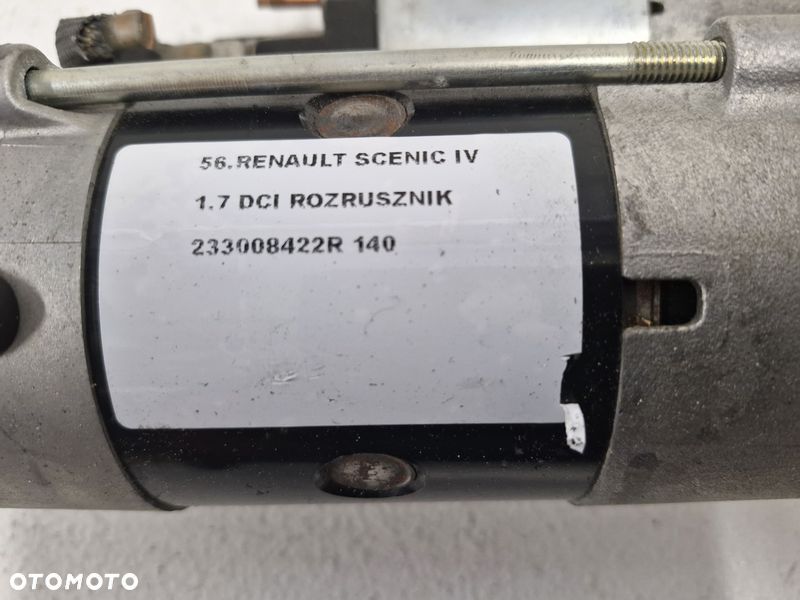 56.RENAULT SCENIC IV
1.7 DCI ROZRUSZNIK
233008422R 140
OTOMOTO